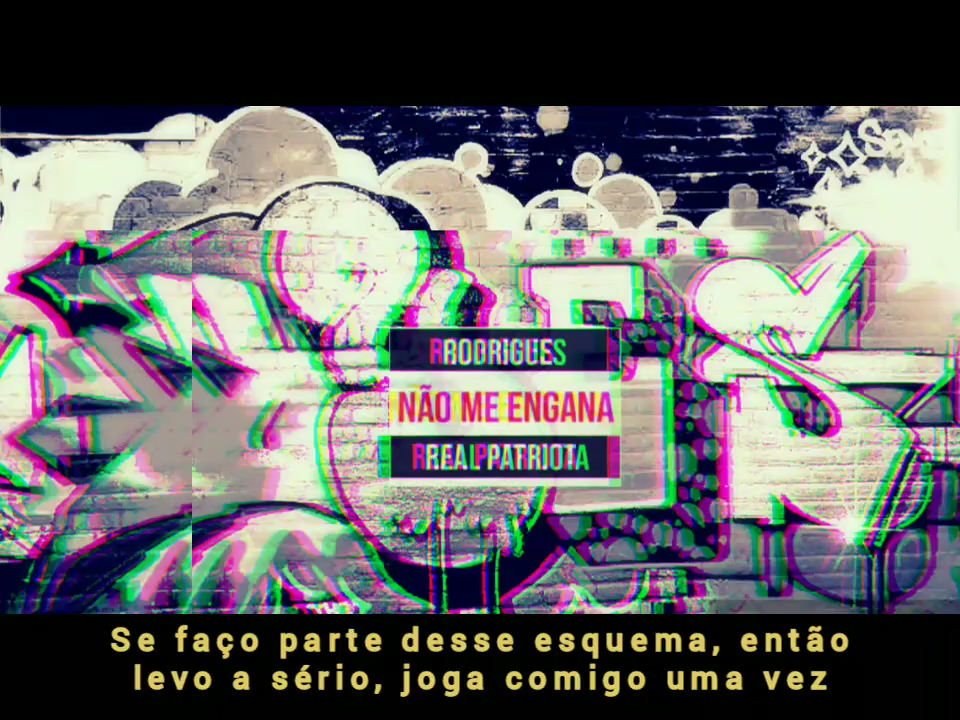 RODRIGUES
NÃO ME ENGANA
REAL PATRIOTA
Se faço parte desse esquema, então
levo a sério, joga comigo uma vez